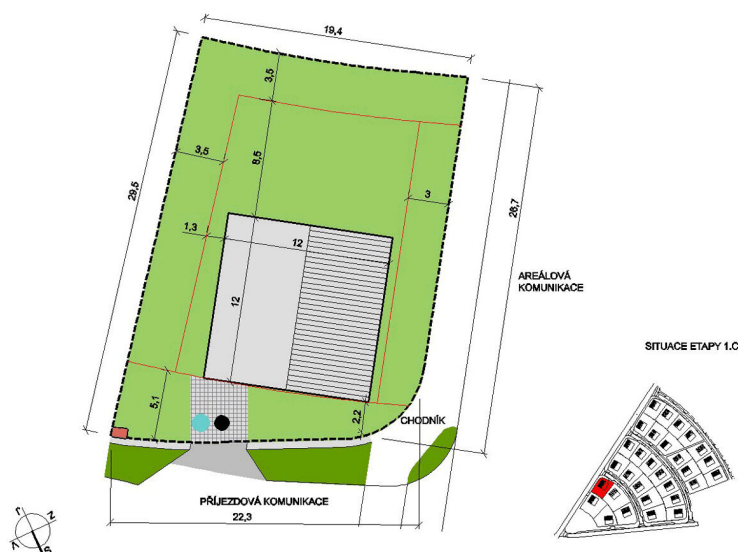 19,4
3,5
3,5
8,5
29,5
3
26,7
1,3
12
12
AREÁLOVÁ
KOMUNIKACE
SITUACE ETAPY 1.C
5,1
2,2
CHODNÍK
PŘÍJEZDOVÁ KOMUNIKACE
22,3